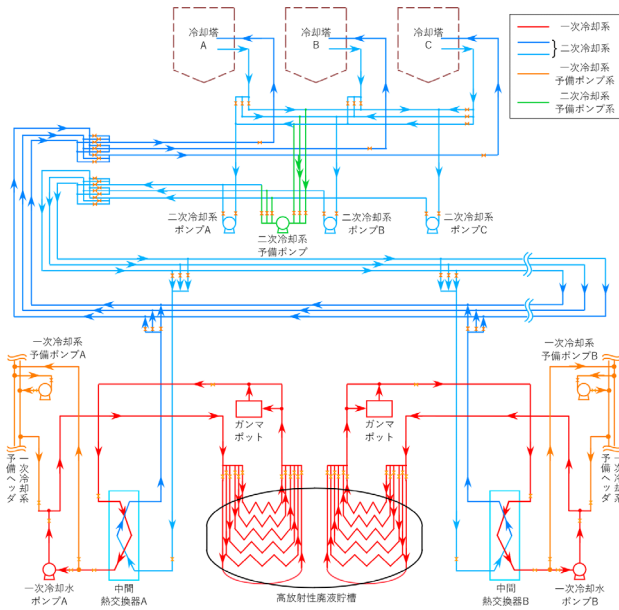 冷却塔
A
冷却塔
B
冷却塔
C
一次冷却系
二次冷却系
一次冷却系
予備ポンプ系
二次冷却系
予備ポンプ系
二次冷却系
ポンプA
二次冷却系
予備ポンプ
二次冷却系
ポンプB
二次冷却系
ポンプC
一次冷却系
予備ポンプA
一次冷却系
予備ポンプB
ガンマ
ポット
ガンマ
ポット
一次冷却系
予備ヘッダ
一次冷却系
予備ヘッダ
一次冷却水
ポンプA
中間
熱交換器A
高放射性廃液貯槽
中間
熱交換器B
一次冷却水
ポンプB